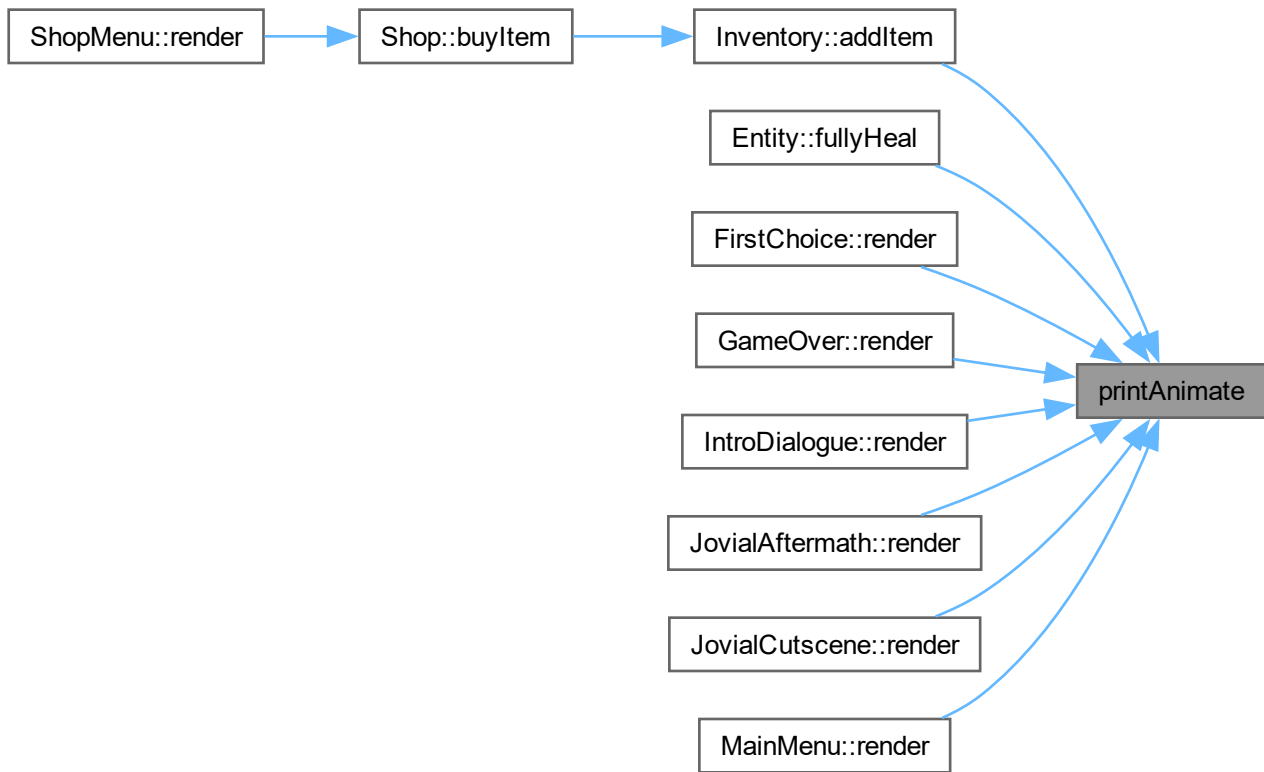 ShopMenu::render
Shop::buyItem
Inventory::addItem
Entity::fullyHeal
FirstChoice::render
GameOver::render
printAnimate
IntroDialogue::render
JovialAftermath::render
JovialCutscene::render
MainMenu::render